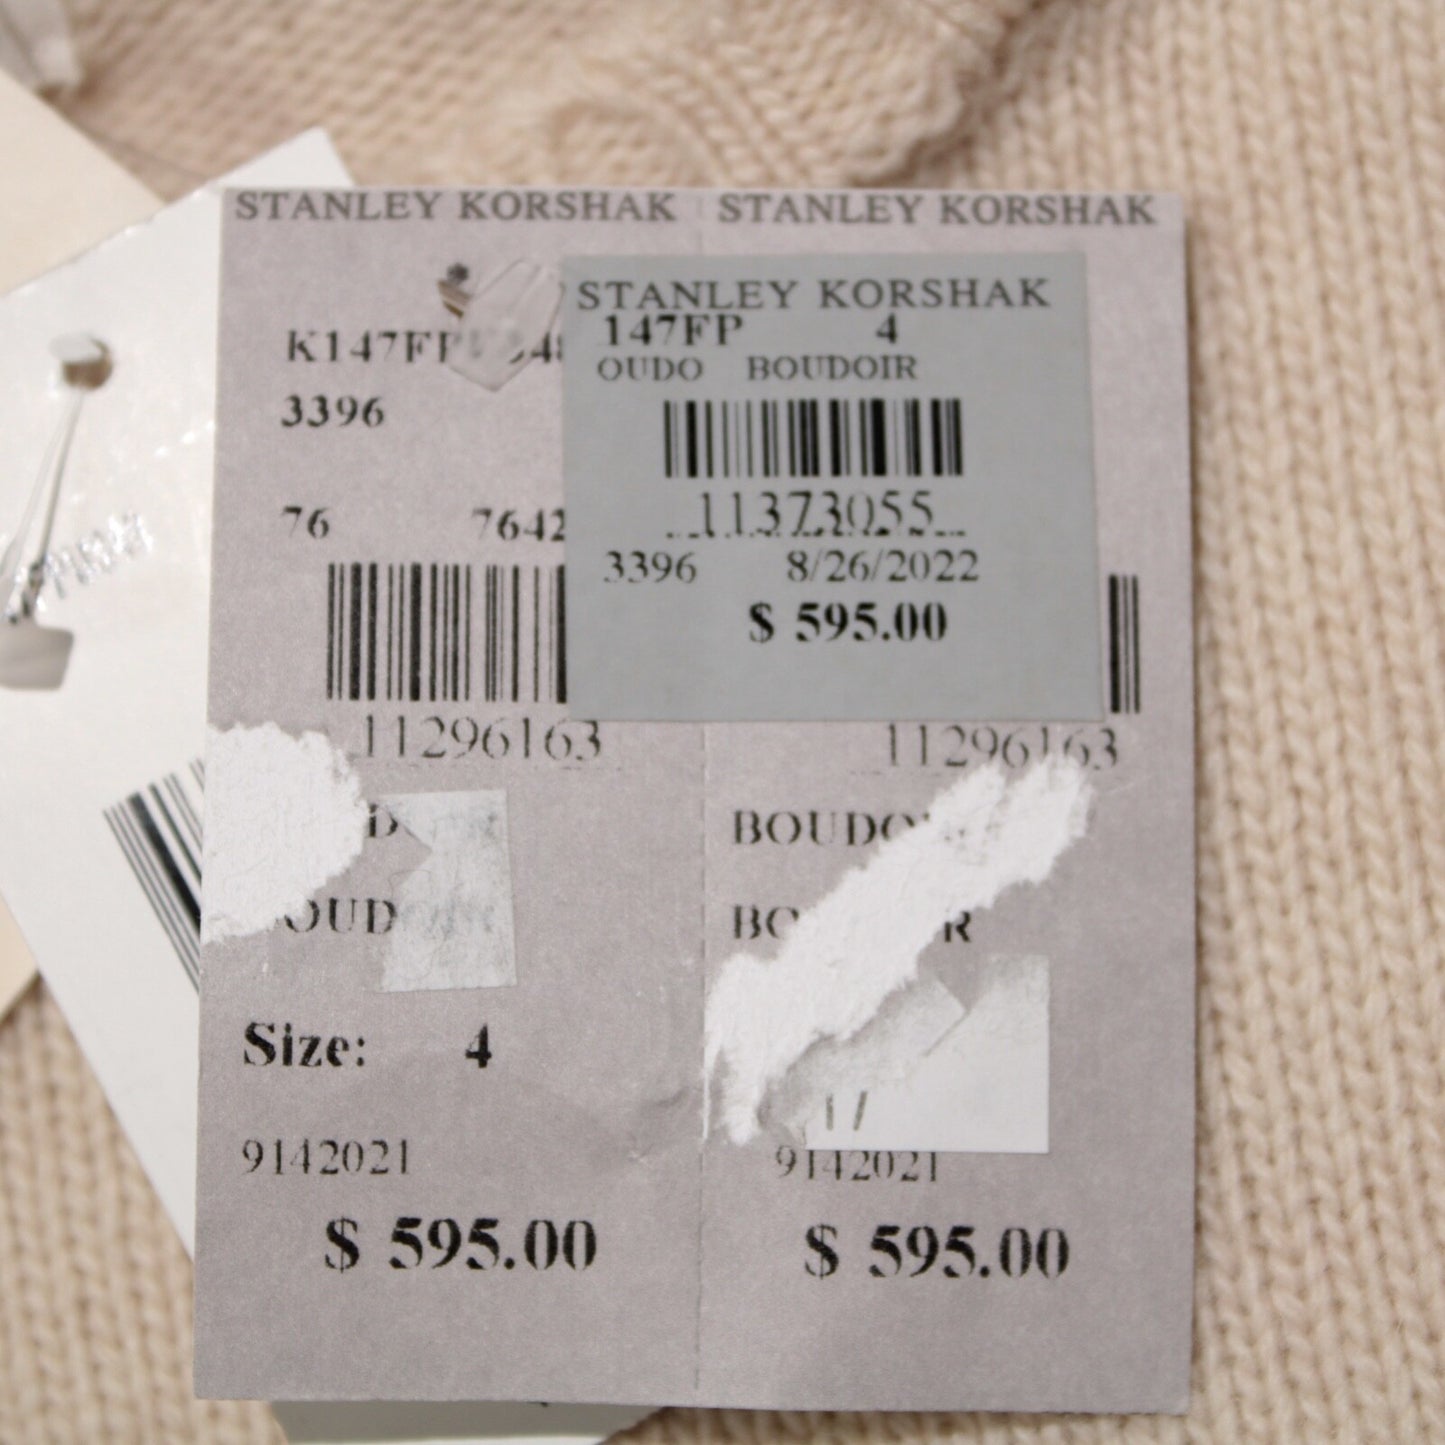 STANLEY KORSHAK STANLEY KORSHAK
3396
76 7642
11296163
Size: 4
9142021
$ 595.00
STANLEY KORSHAK
147FP 4
OUDO BOUDOIR
11373055
3396 8/26/2022
$ 595.00
11296163
9142021
$ 595.00